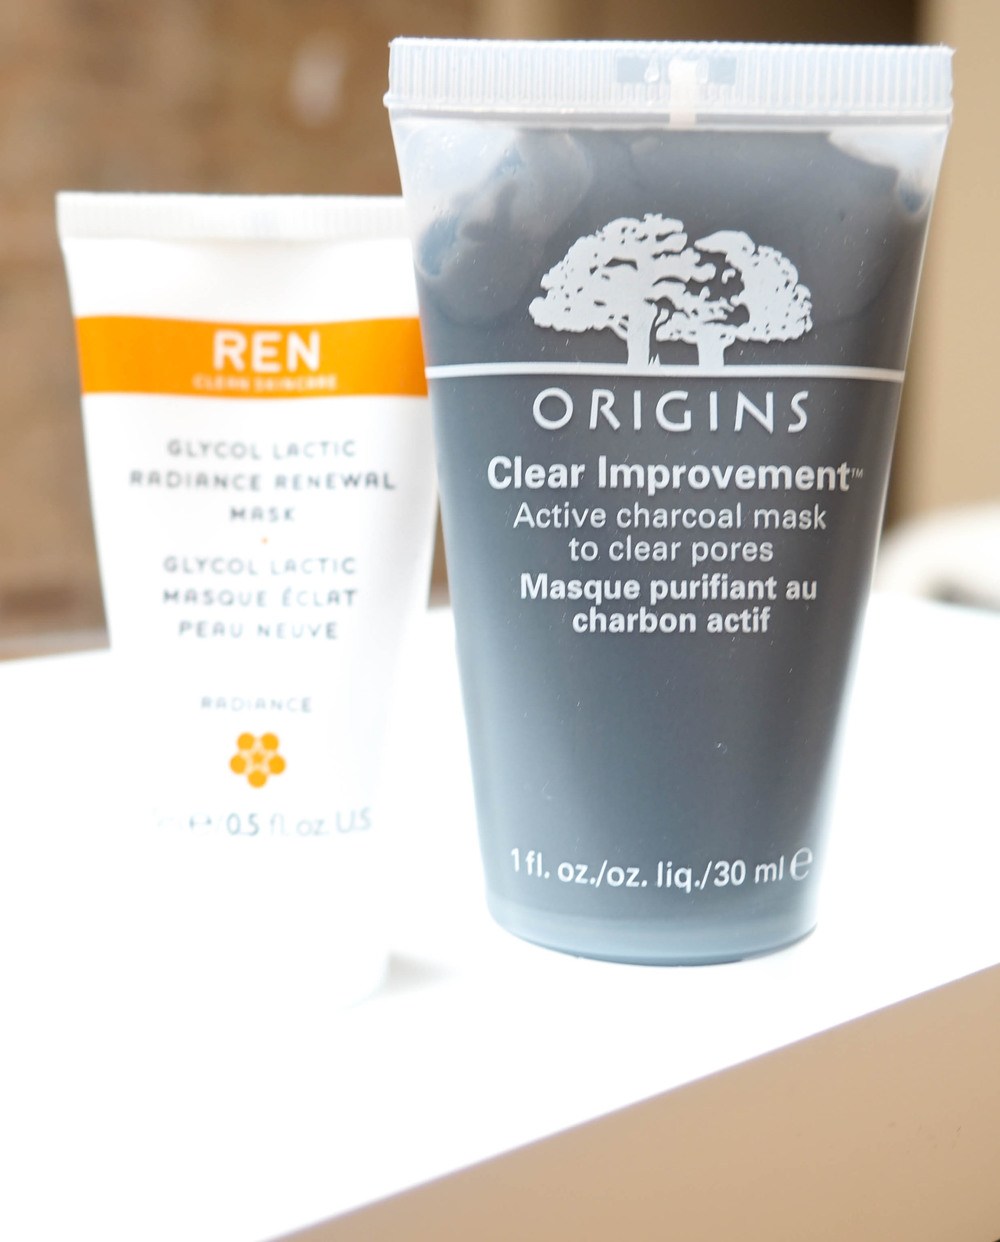 REN
CLEAN SKINCARE
GLYCOL LACTIC
RADIANCE RENEWAL
MASK
GLYCOL LACTIC
MASQUE ÉCLAT
PEAU NEUVE
RADIANCE
℮ 0.5 fl. oz. U.S
ORIGINS
Clear Improvement™
Active charcoal mask
to clear pores
Masque purifiant au
charbon actif
1 fl. oz./oz. liq./30 ml ℮